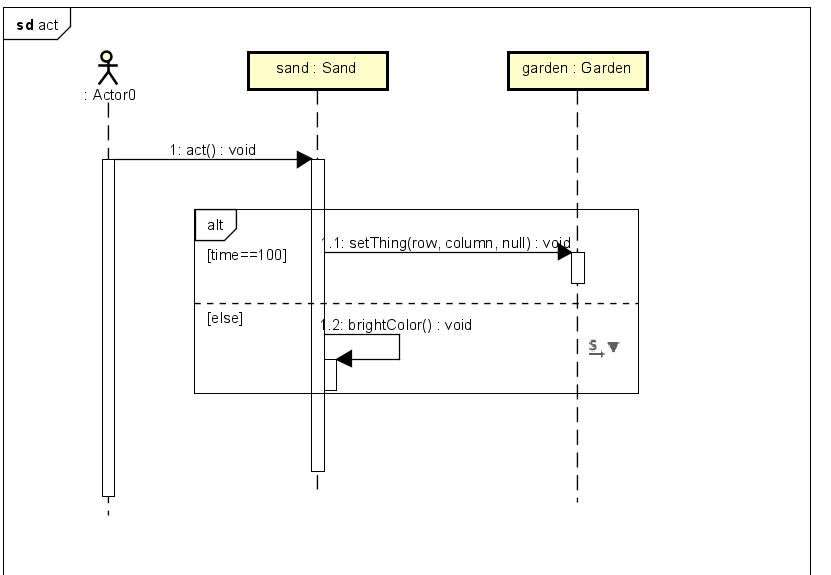 sd act
sand : Sand
garden : Garden
: Actor0
1: act() : void
alt
1.1: setThing(row, column, null) : void
[time==100]
[else]
1.2: brightColor() : void
S